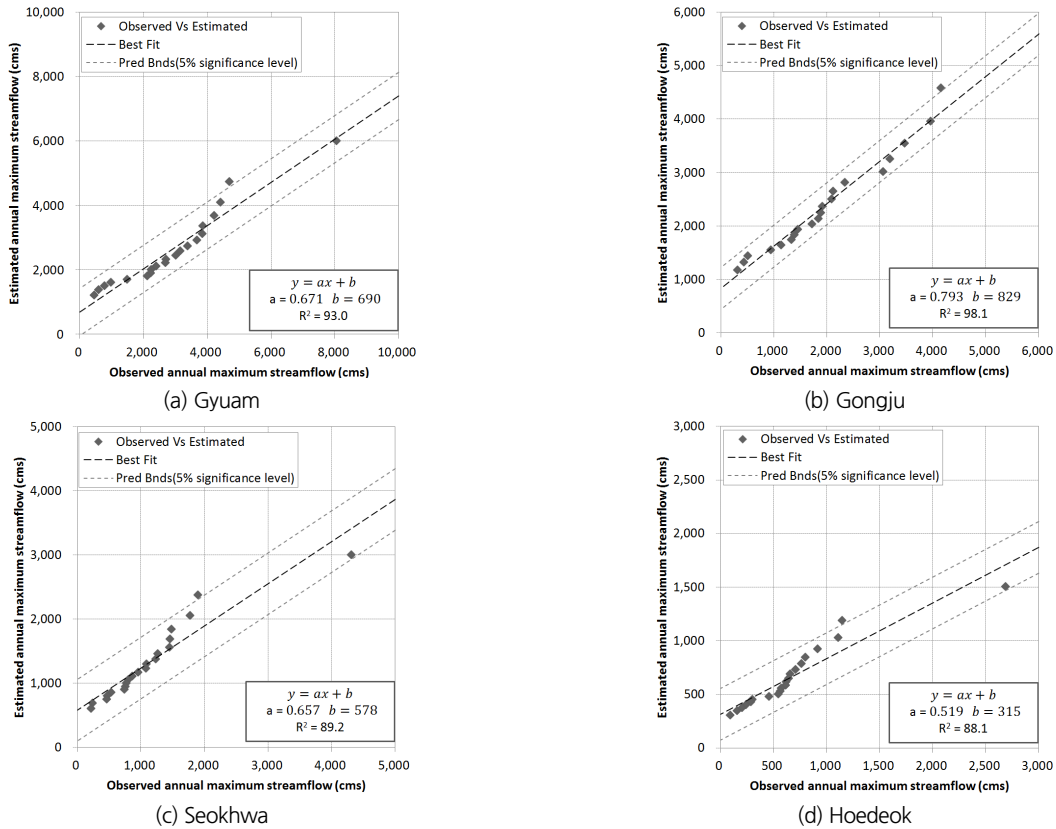 10,000
8,000
6,000
4,000
2,000
0
Estimated annual maximum streamflow (cms)
Observed Vs Estimated
Best Fit
Pred Bnds(5% significance level)
y = ax + b
a = 0.671 b = 690
R² = 93.0
0 2,000 4,000 6,000 8,000 10,000
Observed annual maximum streamflow (cms)
(a) Gyuam
6,000
5,000
4,000
3,000
2,000
1,000
0
Estimated annual maximum streamflow (cms)
Observed Vs Estimated
Best Fit
Pred Bnds(5% significance level)
y = ax + b
a = 0.793 b = 829
R² = 98.1
0 1,000 2,000 3,000 4,000 5,000 6,000
Observed annual maximum streamflow (cms)
(b) Gongju
5,000
4,000
3,000
2,000
1,000
0
Estimated annual maximum streamflow (cms)
Observed Vs Estimated
Best Fit
Pred Bnds(5% significance level)
y = ax + b
a = 0.657 b = 578
R² = 89.2
0 1,000 2,000 3,000 4,000 5,000
Observed annual maximum streamflow (cms)
(c) Seokhwa
3,000
2,500
2,000
1,500
1,000
500
0
Estimated annual maximum streamflow (cms)
Observed Vs Estimated
Best Fit
Pred Bnds(5% significance level)
y = ax + b
a = 0.519 b = 315
R² = 88.1
0 500 1,000 1,500 2,000 2,500 3,000
Observed annual maximum streamflow (cms)
(d) Hoedeok